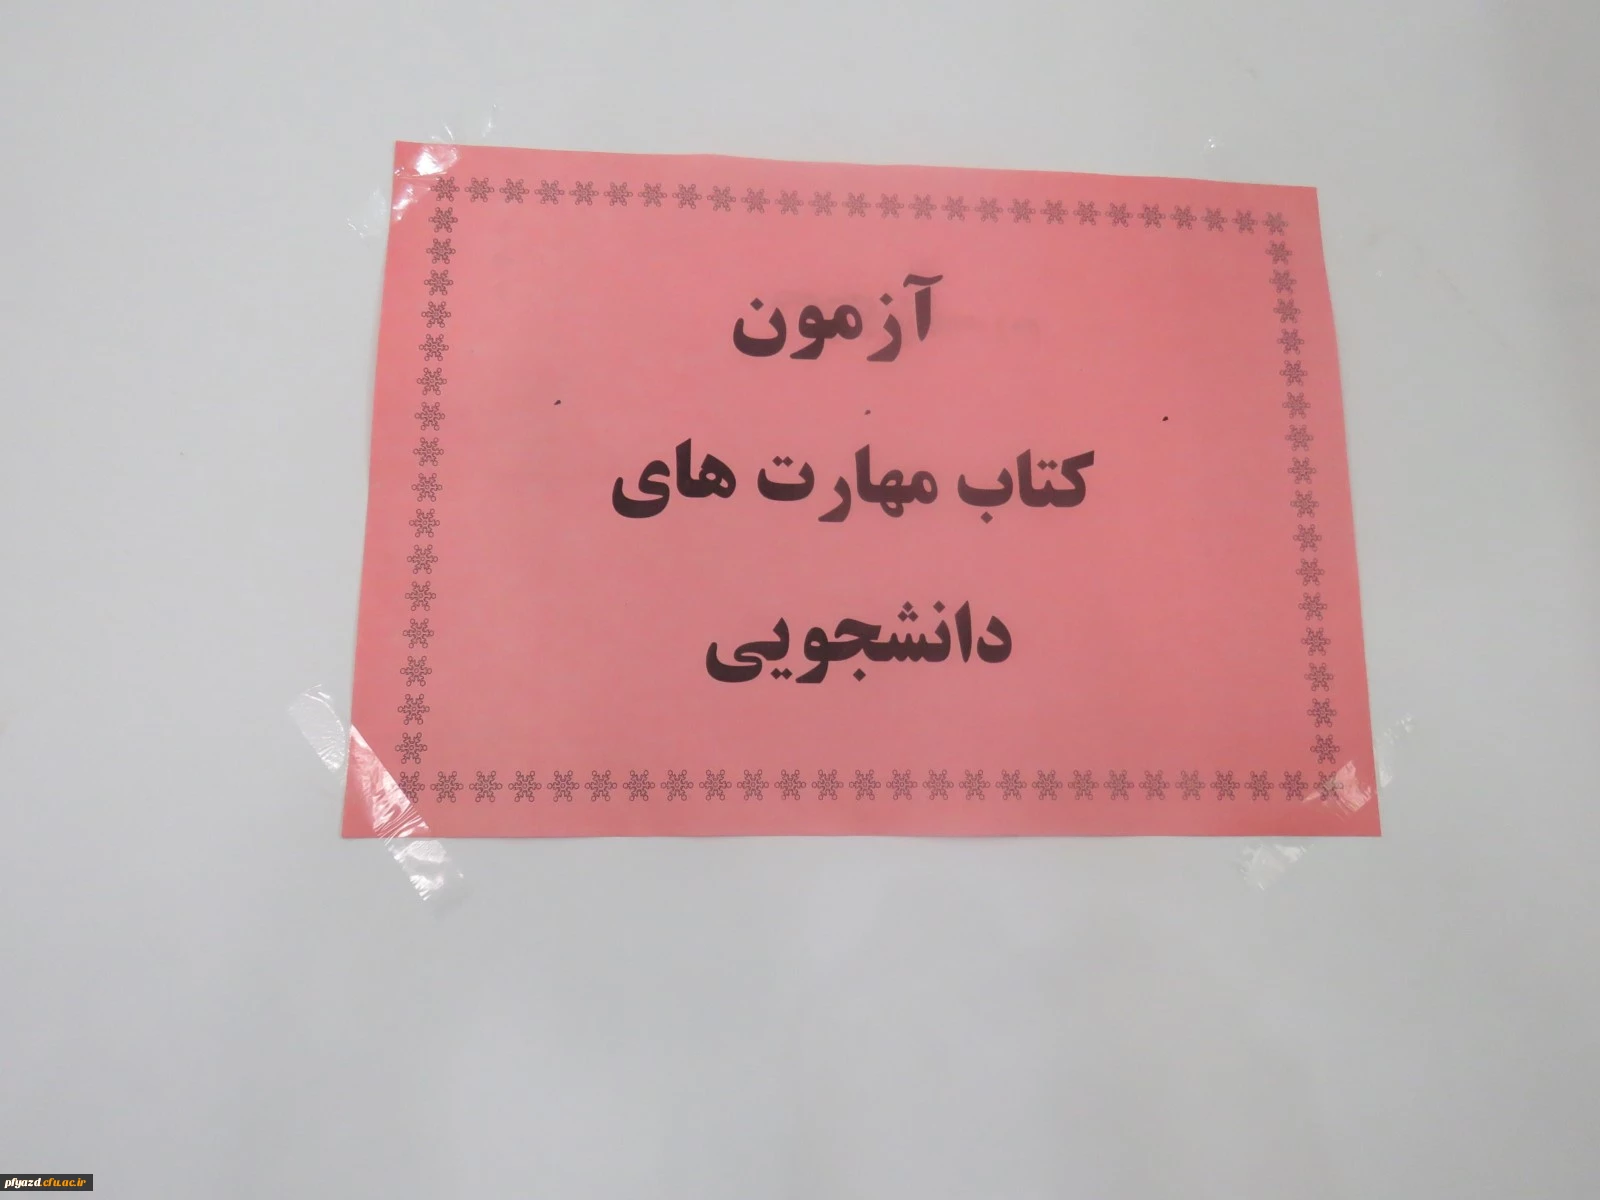 آزمون
کتاب مهارت های
دانشجویی
pfyazd.cfu.ac.ir